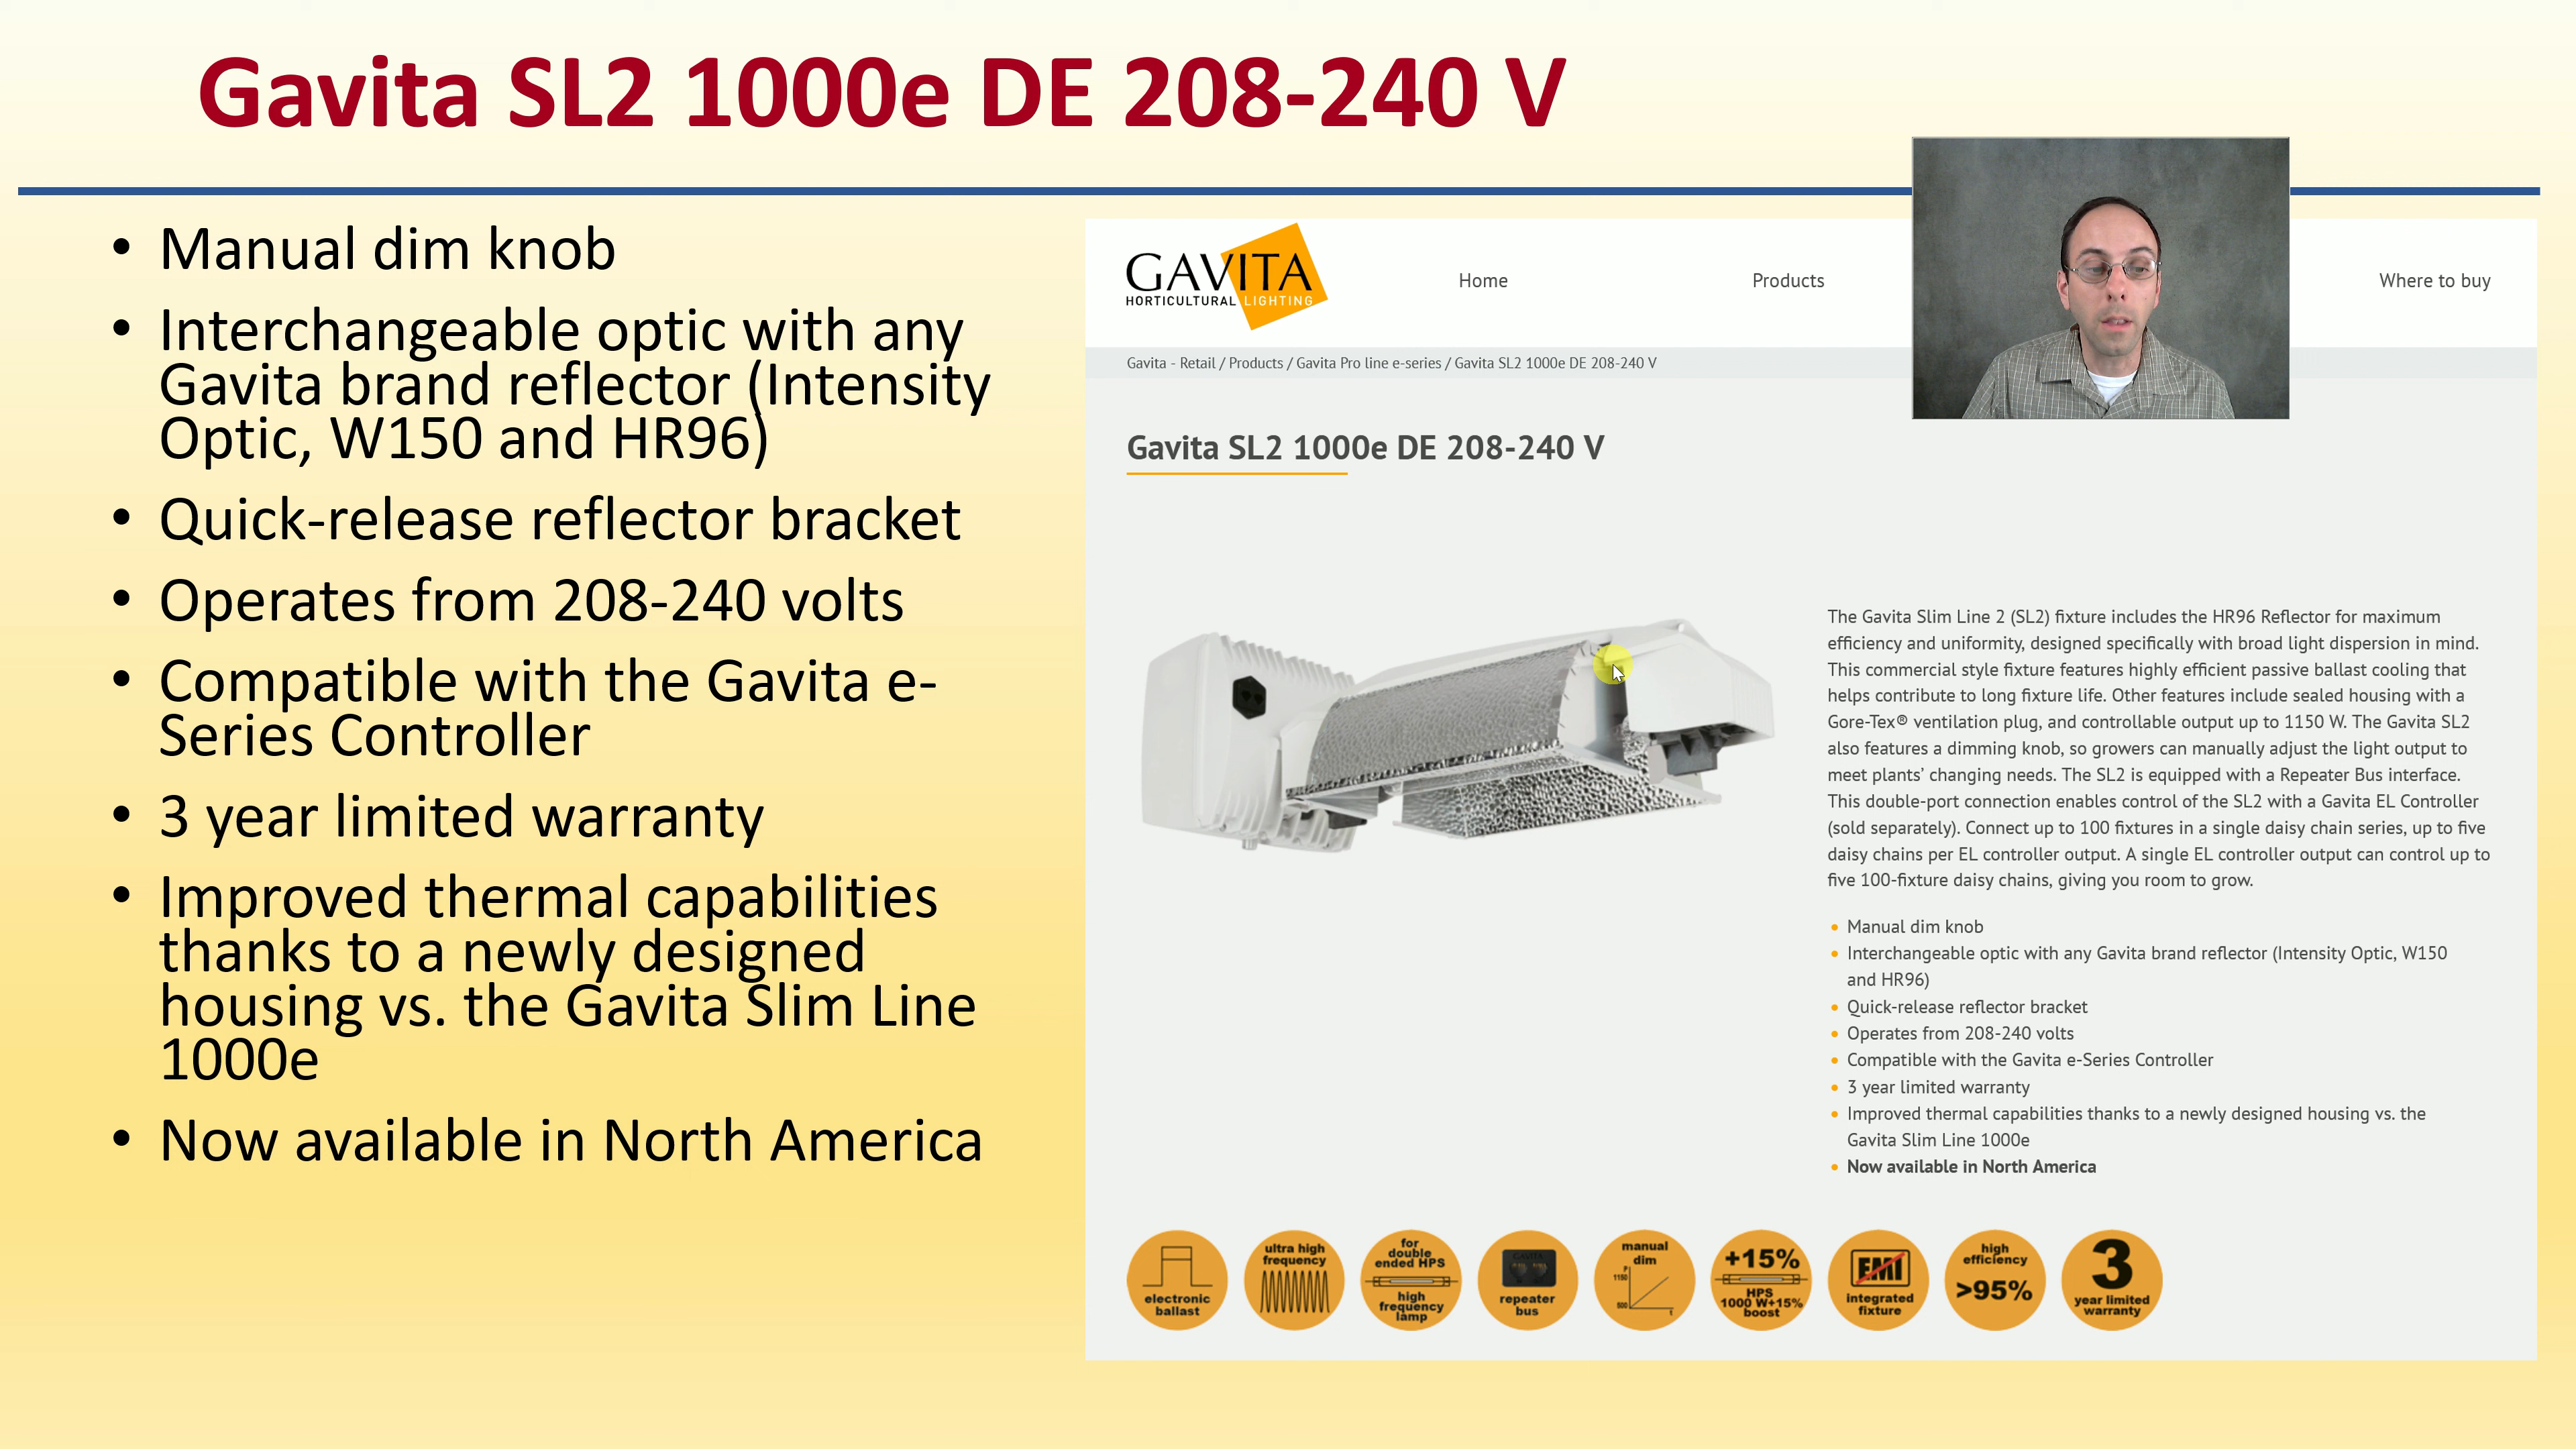 Gavita SL2 1000e DE 208-240 V
• Manual dim knob
• Interchangeable optic with any
Gavita brand reflector (Intensity
Optic, W150 and HR96)
• Quick-release reflector bracket
• Operates from 208-240 volts
• Compatible with the Gavita e-
Series Controller
• 3 year limited warranty
• Improved thermal capabilities
thanks to a newly designed
housing vs. the Gavita Slim Line
1000e
• Now available in North America
GAVITA
HORTICULTURAL LIGHTING
Home
Products
Where to buy
Gavita - Retail / Products / Gavita Pro line e-series / Gavita SL2 1000e DE 208-240 V
Gavita SL2 1000e DE 208-240 V
The Gavita Slim Line 2 (SL2) fixture includes the HR96 Reflector for maximum
efficiency and uniformity, designed specifically with broad light dispersion in mind.
This commercial style fixture features highly efficient passive ballast cooling that
helps contribute to long fixture life. Other features include sealed housing with a
Gore-Tex® ventilation plug, and controllable output up to 1150 W. The Gavita SL2
also features a dimming knob, so growers can manually adjust the light output to
meet plants’ changing needs. The SL2 is equipped with a Repeater Bus interface.
This double-port connection enables control of the SL2 with a Gavita EL Controller
(sold separately). Connect up to 100 fixtures in a single daisy chain series, up to five
daisy chains per EL controller output. A single EL controller output can control up to
five 100-fixture daisy chains, giving you room to grow.
• Manual dim knob
• Interchangeable optic with any Gavita brand reflector (Intensity Optic, W150
and HR96)
• Quick-release reflector bracket
• Operates from 208-240 volts
• Compatible with the Gavita e-Series Controller
• 3 year limited warranty
• Improved thermal capabilities thanks to a newly designed housing vs. the
Gavita Slim Line 1000e
• Now available in North America
electronic
ballast
ultra high
frequency
for
double
ended HPS
high
frequency
lamp
GAVITA
repeater
bus
manual
dim
P
1150
500
t
+15%
HPS
1000 W+15%
boost
EMI
integrated
fixture
high
efficiency
>95%
3
year limited
warranty